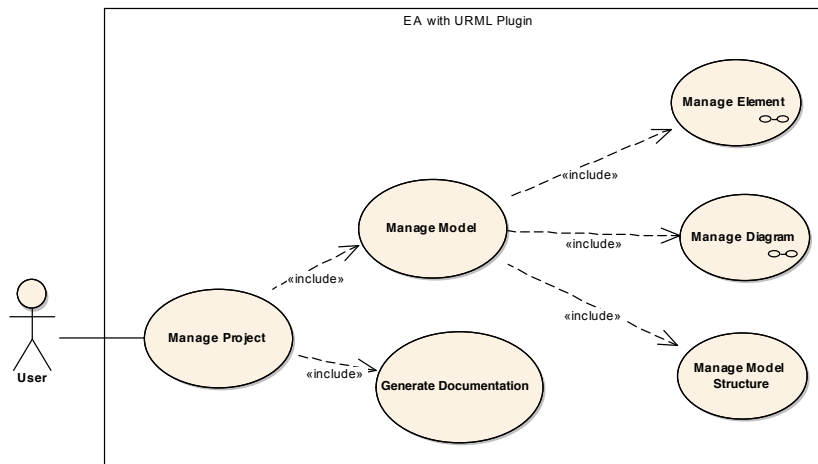 EA with URML Plugin
Manage Element
«include»
Manage Model
«include»
Manage Diagram
«include»
«include»
Manage Project
User
«include»
Generate Documentation
Manage Model
Structure